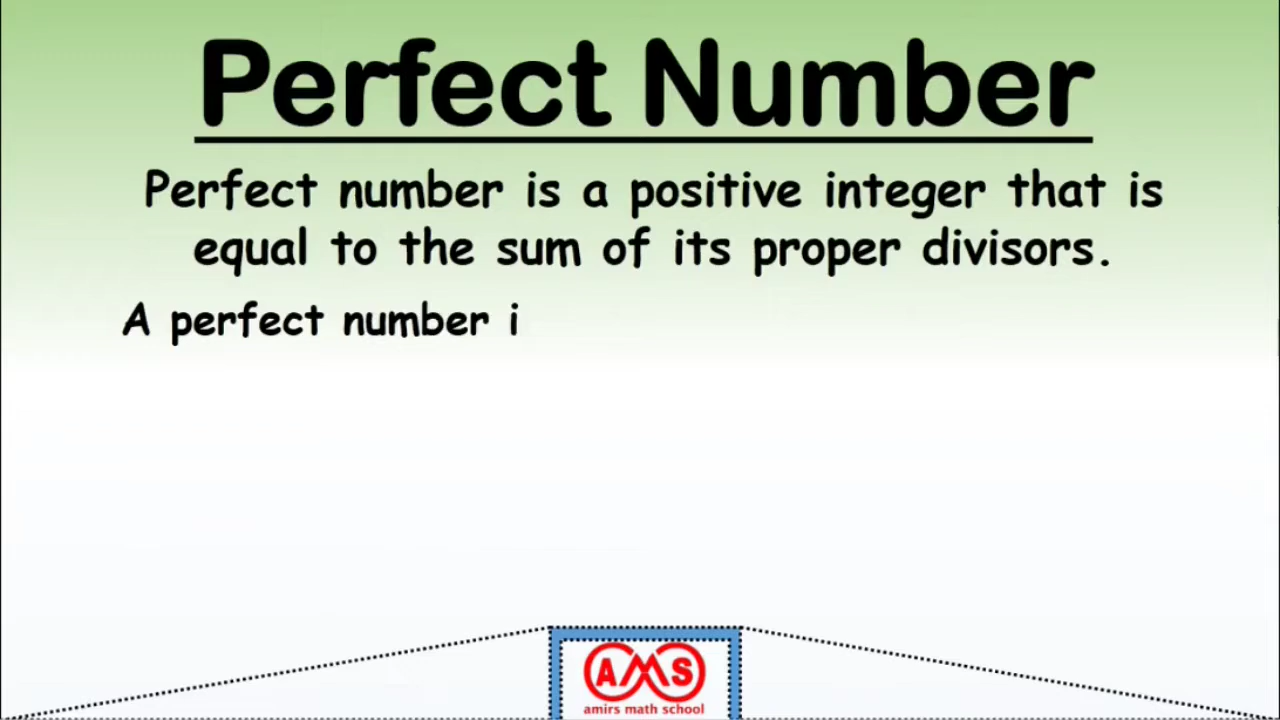 Perfect Number
Perfect number is a positive integer that is
equal to the sum of its proper divisors.
A perfect number i
AMS
amirs math school